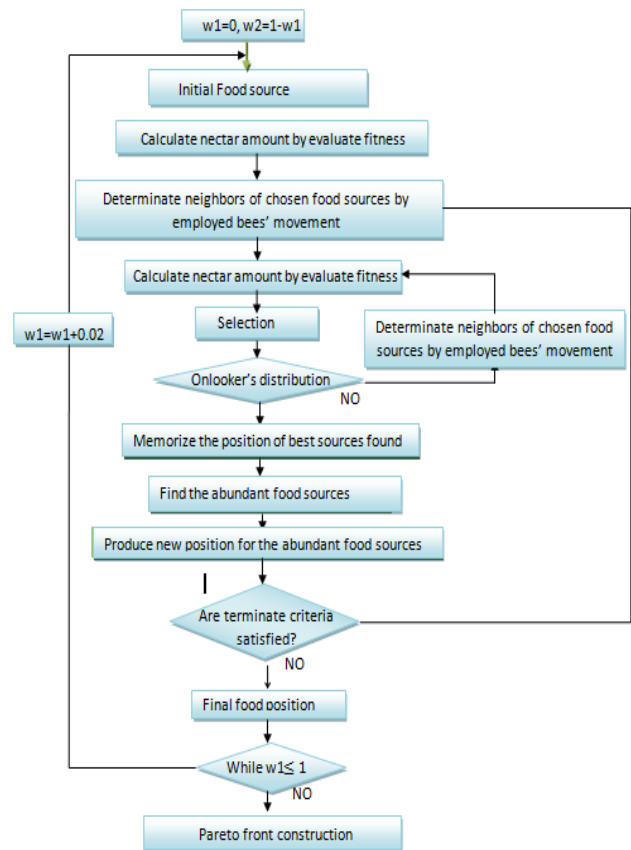 w1=0, w2=1-w1
Initial Food source
Calculate nectar amount by evaluate fitness
Determinate neighbors of chosen food sources by
employed bees’ movement
Calculate nectar amount by evaluate fitness
Selection
w1=w1+0.02
Determinate neighbors of chosen food
sources by employed bees’ movement
Onlooker’s distribution
NO
Memorize the position of best sources found
Find the abundant food sources
Produce new position for the abundant food sources
Are terminate criteria
satisfied?
NO
Final food position
While w1≤ 1
NO
Pareto front construction